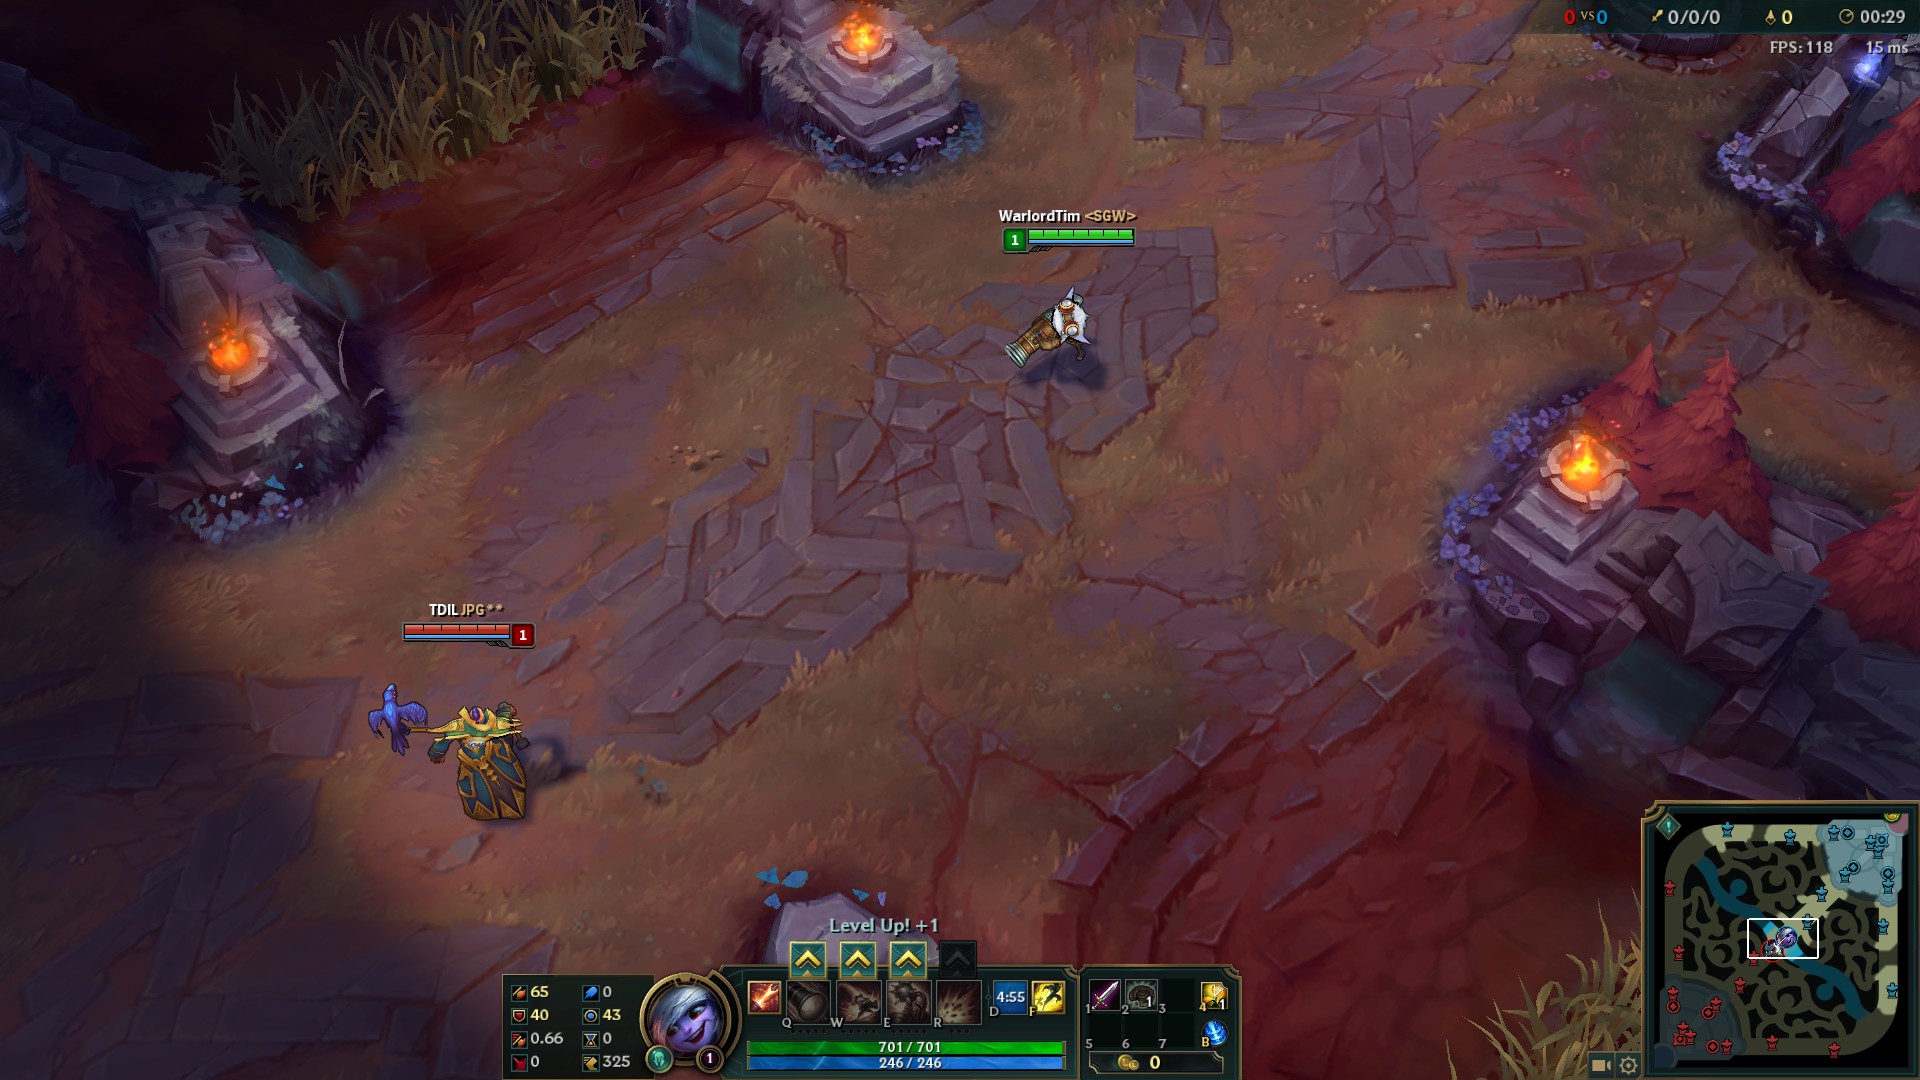 0 VS 0 0/0/0 0 00:29
FPS: 118 15 ms
WarlordTim <SGW>
1
TDIL JPG**
1
Level Up! +1
65 0
40 43
0.66 0
0 325
1
Q W E R
4:55
D F
1 2 1 3 4 1
5 6 7 B
701 / 701
246 / 246
0